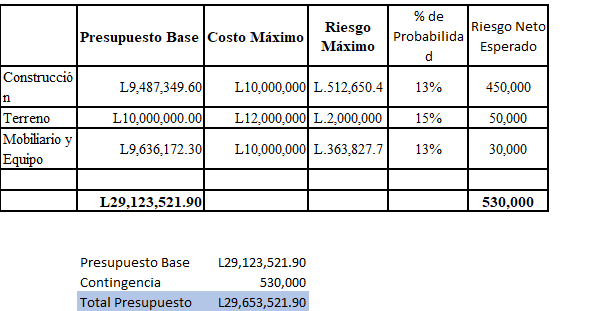 Presupuesto Base Costo Máximo Riesgo Máximo % de Probabilidad Riesgo Neto Esperado
Construcción L9,487,349.60 L10,000,000 L.512,650.4 13% 450,000
Terreno L10,000,000.00 L12,000,000 L.2,000,000 15% 50,000
Mobiliario y Equipo L9,636,172.30 L10,000,000 L.363,827.7 13% 30,000
L29,123,521.90 530,000
Presupuesto Base L29,123,521.90
Contingencia 530,000
Total Presupuesto L29,653,521.90